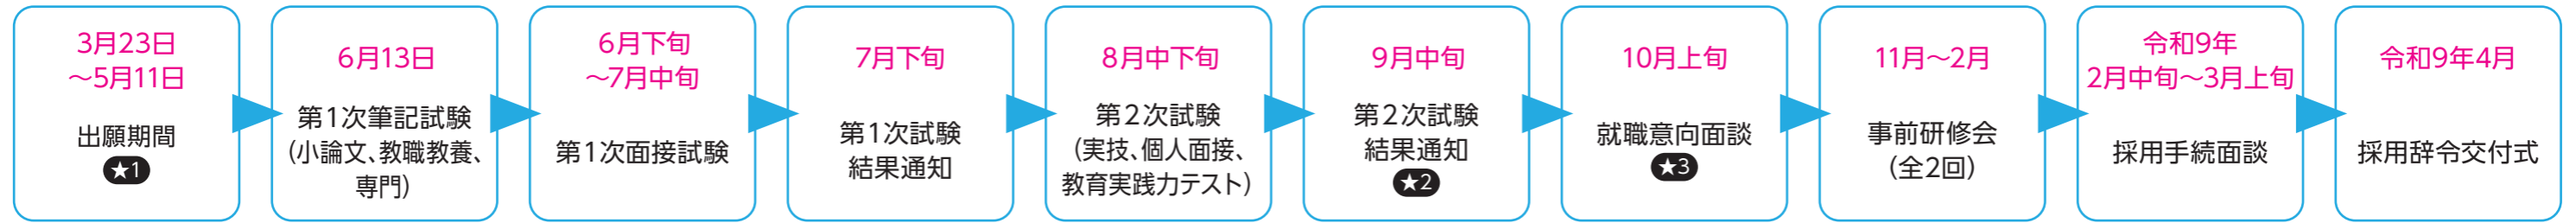 3月23日
～5月11日
出願期間
★1
6月13日
第1次筆記試験
(小論文、教職教養、
専門)
6月下旬
～7月中旬
第1次面接試験
7月下旬
第1次試験
結果通知
8月中下旬
第2次試験
(実技、個人面接、
教育実践力テスト)
9月中旬
第2次試験
結果通知
★2
10月上旬
就職意向面談
★3
11月～2月
事前研修会
(全2回)
令和9年
2月中旬～3月上旬
採用手続面談
令和9年4月
採用辞令交付式